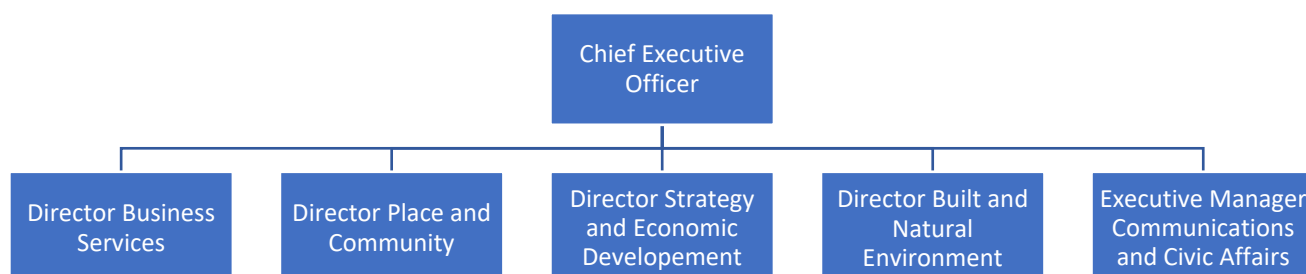 Chief Executive
Officer
Director Business
Services
Director Place and
Community
Director Strategy
and Economic
Developement
Director Built and
Natural
Environment
Executive Manager
Communications
and Civic Affairs